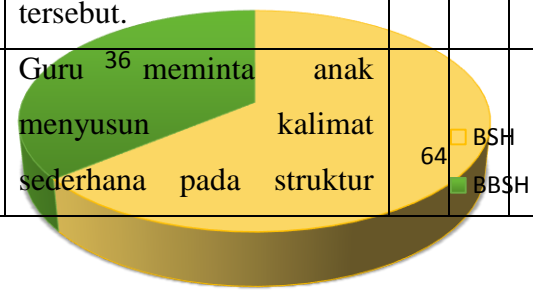 tersebut.
Guru 36 meminta anak
menyusun kalimat
BSH
64
sederhana pada struktur
BBSH